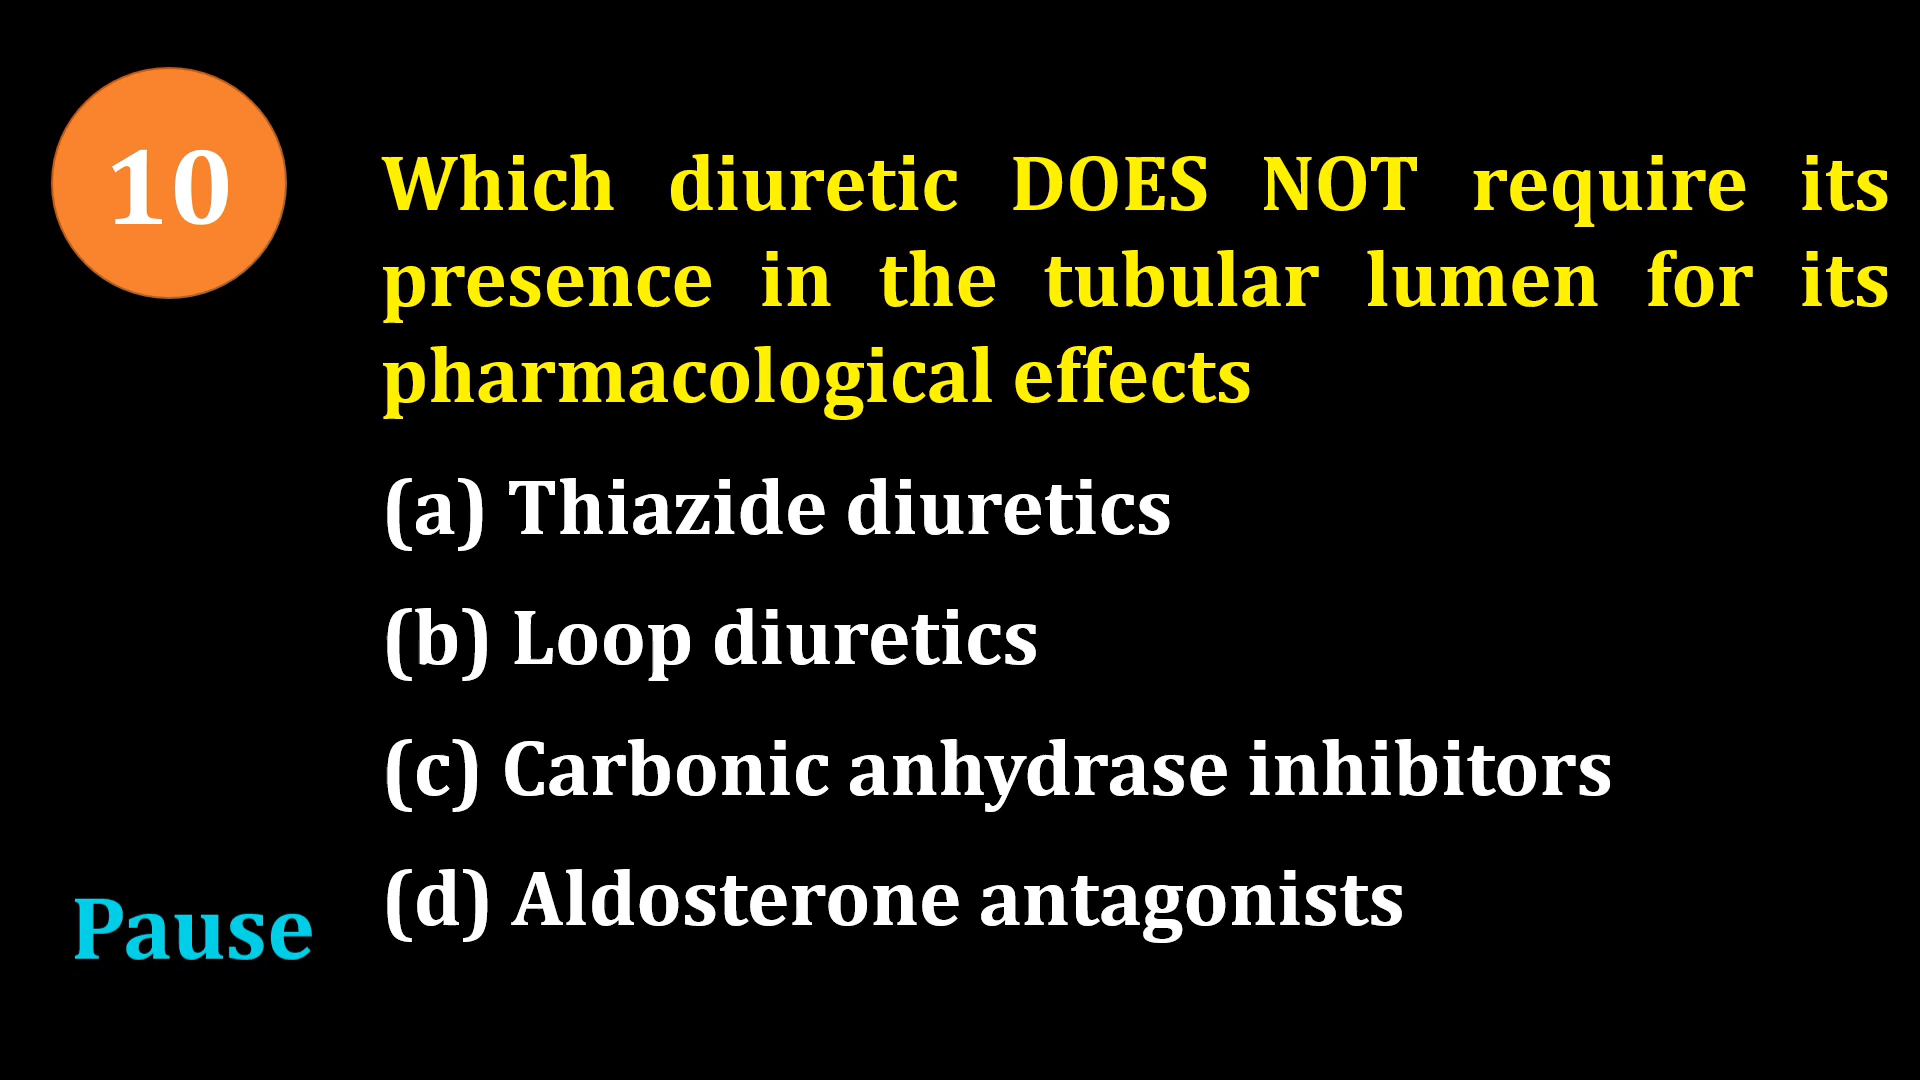 10
Which diuretic DOES NOT require its
presence in the tubular lumen for its
pharmacological effects
(a) Thiazide diuretics
(b) Loop diuretics
(c) Carbonic anhydrase inhibitors
(d) Aldosterone antagonists
Pause